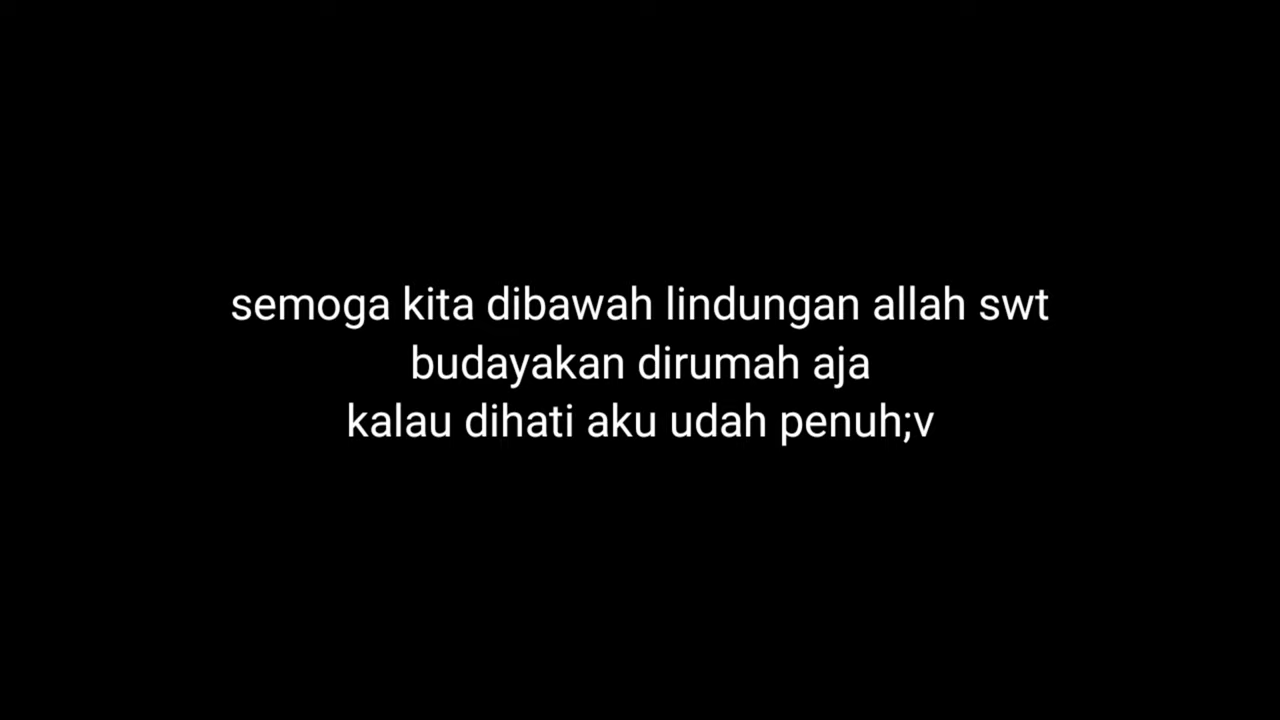 semoga kita dibawah lindungan allah swt
budayakan dirumah aja
kalau dihati aku udah penuh;v